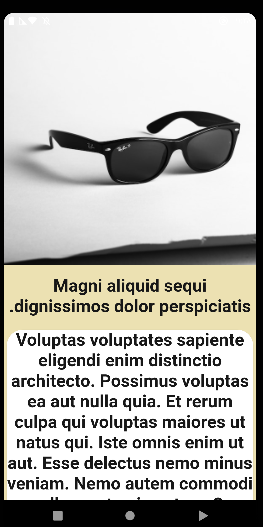 Magni aliquid sequi
.dignissimos dolor perspiciatis
Voluptas voluptates sapiente
eligendi enim distinctio
architecto. Possimus voluptas
ea aut nulla quia. Et rerum
culpa qui voluptas maiores ut
natus qui. Iste omnis enim ut
aut. Esse delectus nemo minus
veniam. Nemo autem commodi